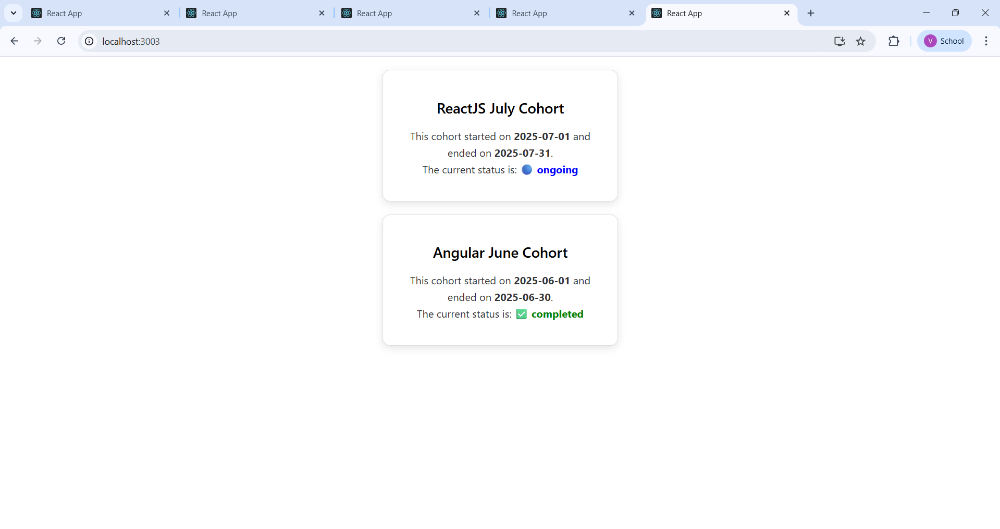 React App
React App
React App
React App
React App
localhost:3003
V School
ReactJS July Cohort
This cohort started on 2025-07-01 and
ended on 2025-07-31.
The current status is: 🔵 ongoing
Angular June Cohort
This cohort started on 2025-06-01 and
ended on 2025-06-30.
The current status is: ✅ completed